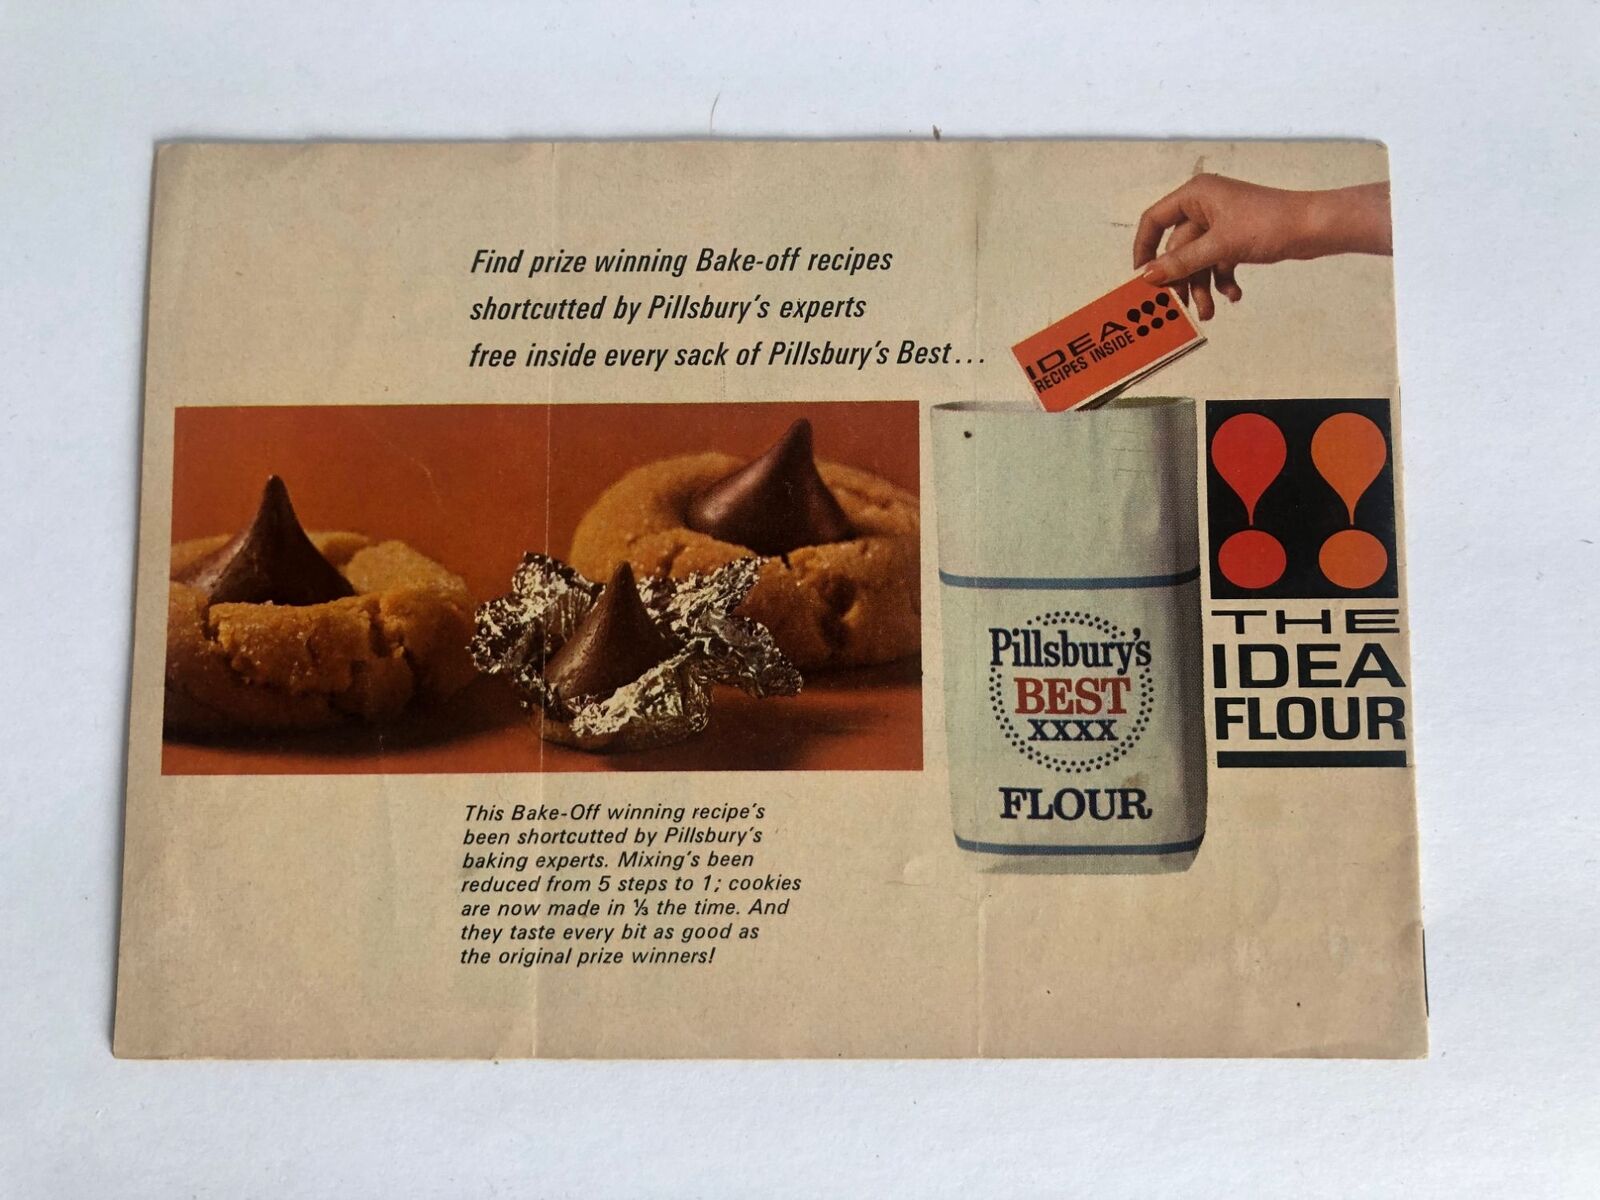 Find prize winning Bake-off recipes
shortcutted by Pillsbury's experts
free inside every sack of Pillsbury's Best...
IDEA!!!
RECIPES INSIDE
!!
THE
IDEA
FLOUR
Pillsbury's
BEST
XXXX
FLOUR
This Bake-Off winning recipe's
been shortcutted by Pillsbury's
baking experts. Mixing's been
reduced from 5 steps to 1; cookies
are now made in ⅓ the time. And
they taste every bit as good as
the original prize winners!